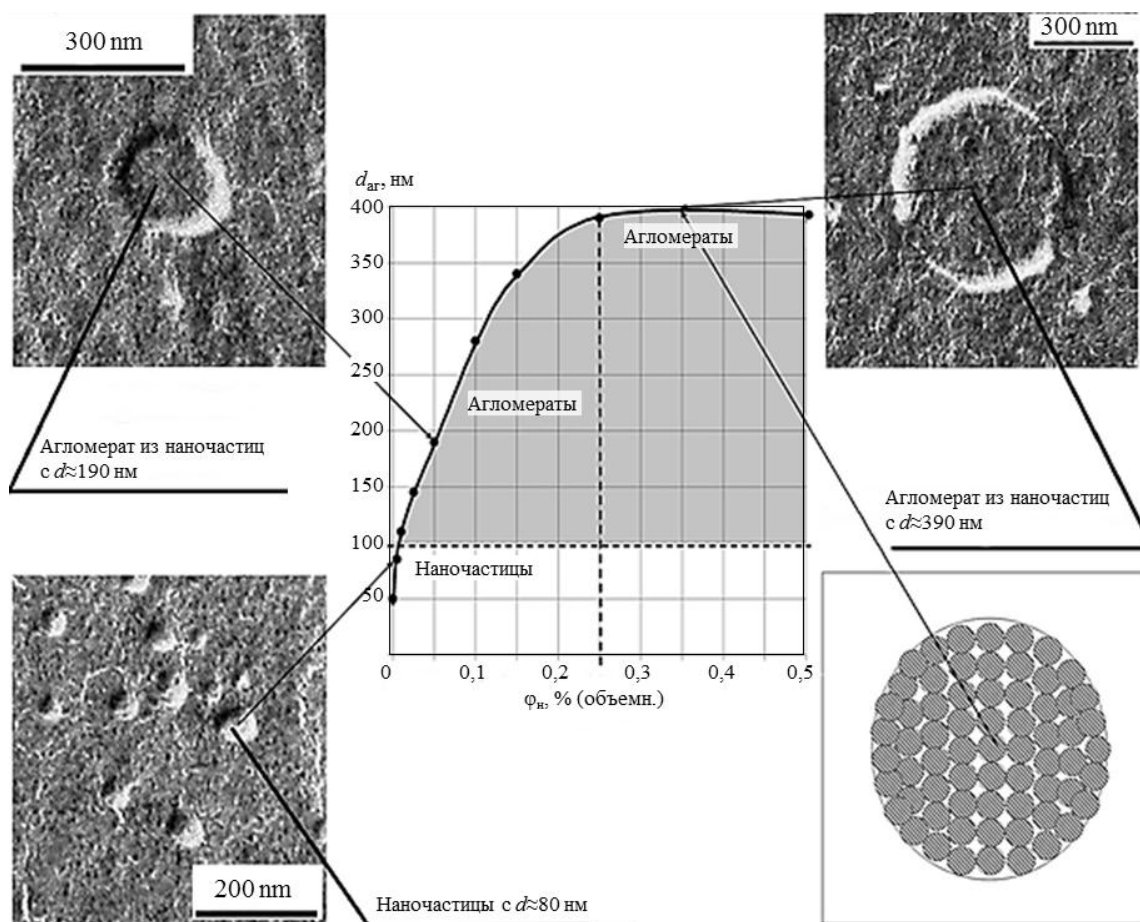 300 nm
300 nm
dаг, нм
400
350
300
250
200
150
100
50
Агломераты
Агломераты
Наночастицы
0
0,1
0,2
0,3
0,4
0,5
φн, % (объемн.)
Агломерат из наночастиц
с d≈190 нм
Агломерат из наночастиц
с d≈390 нм
200 nm
Наночастицы с d≈80 нм